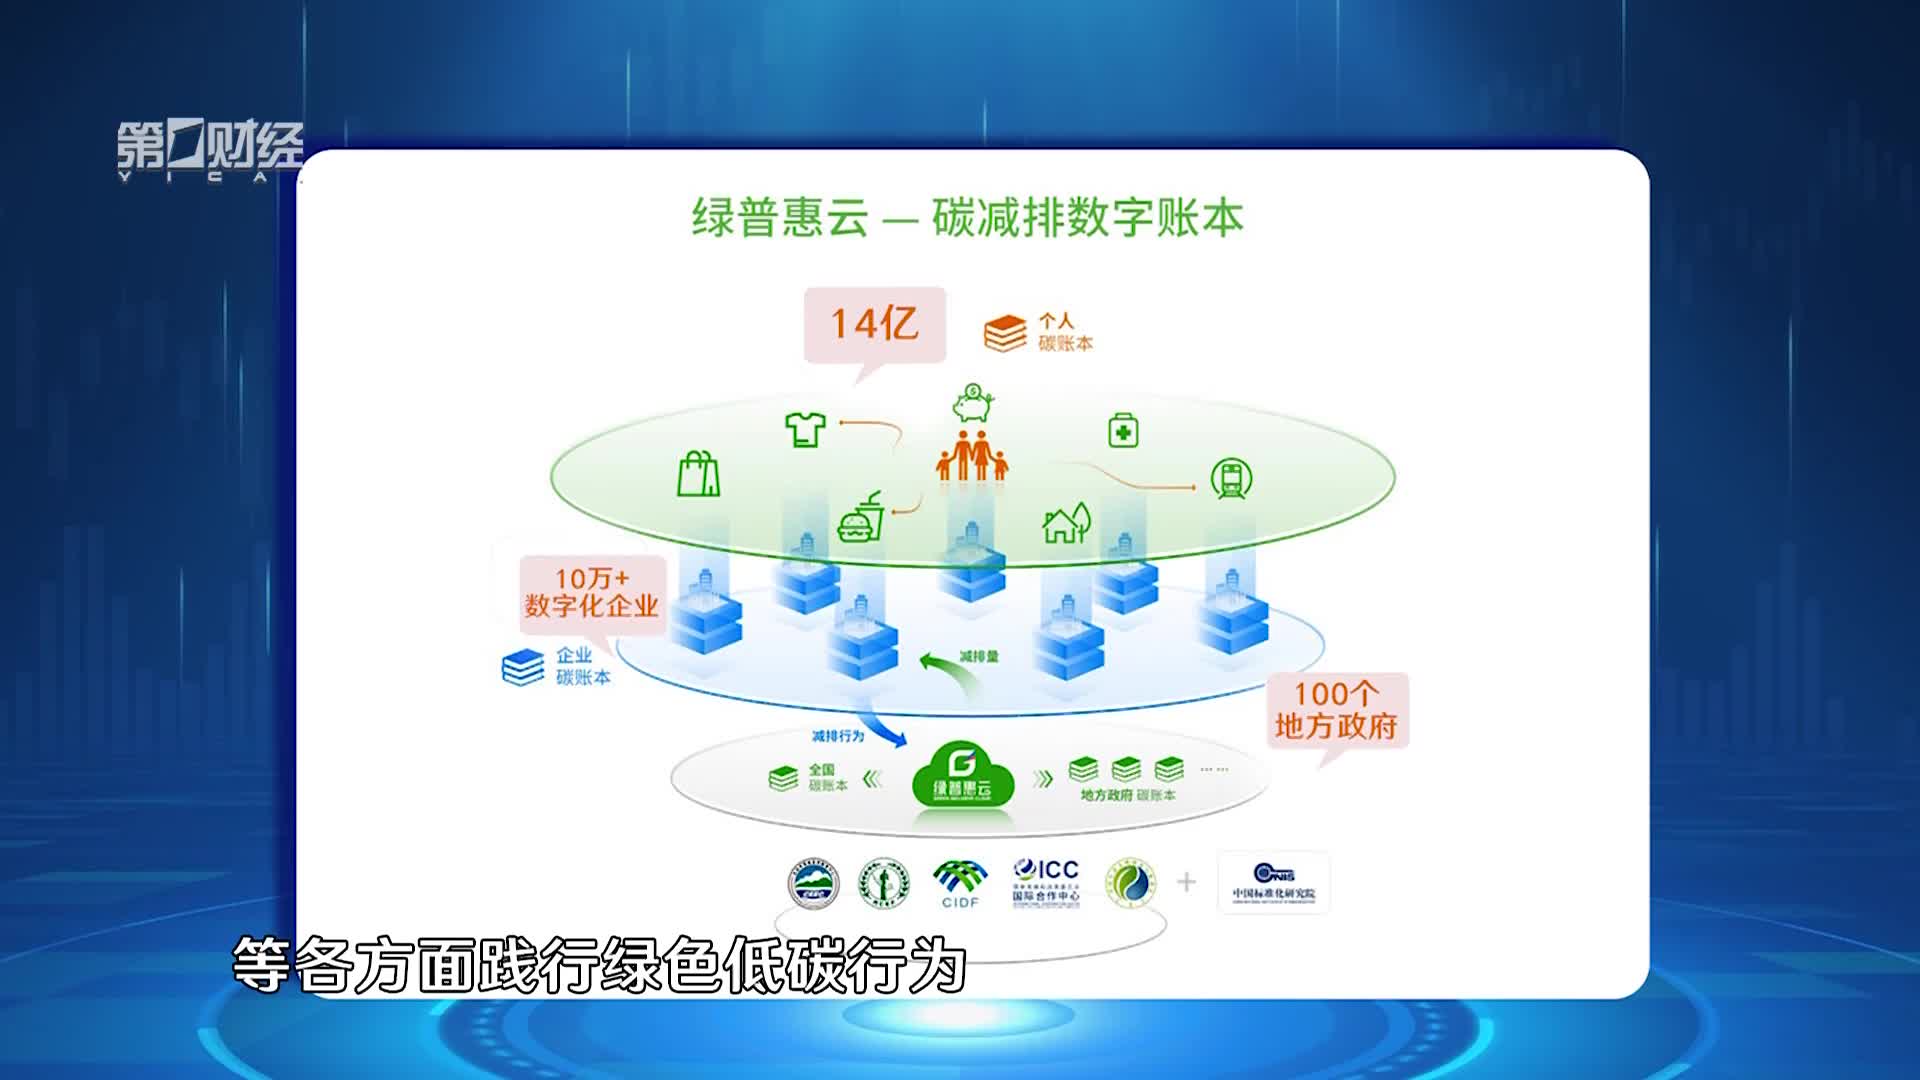 第一财经
YICA
绿普惠云 — 碳减排数字账本
14亿
个人
碳账本
10万+
数字化企业
企业
碳账本
减排量
100个
地方政府
减排行为
全国
碳账本
绿普惠云
地方政府 碳账本
CIDF
ICC
国际合作中心
+
CNIS
中国标准化研究院
等各方面践行绿色低碳行为